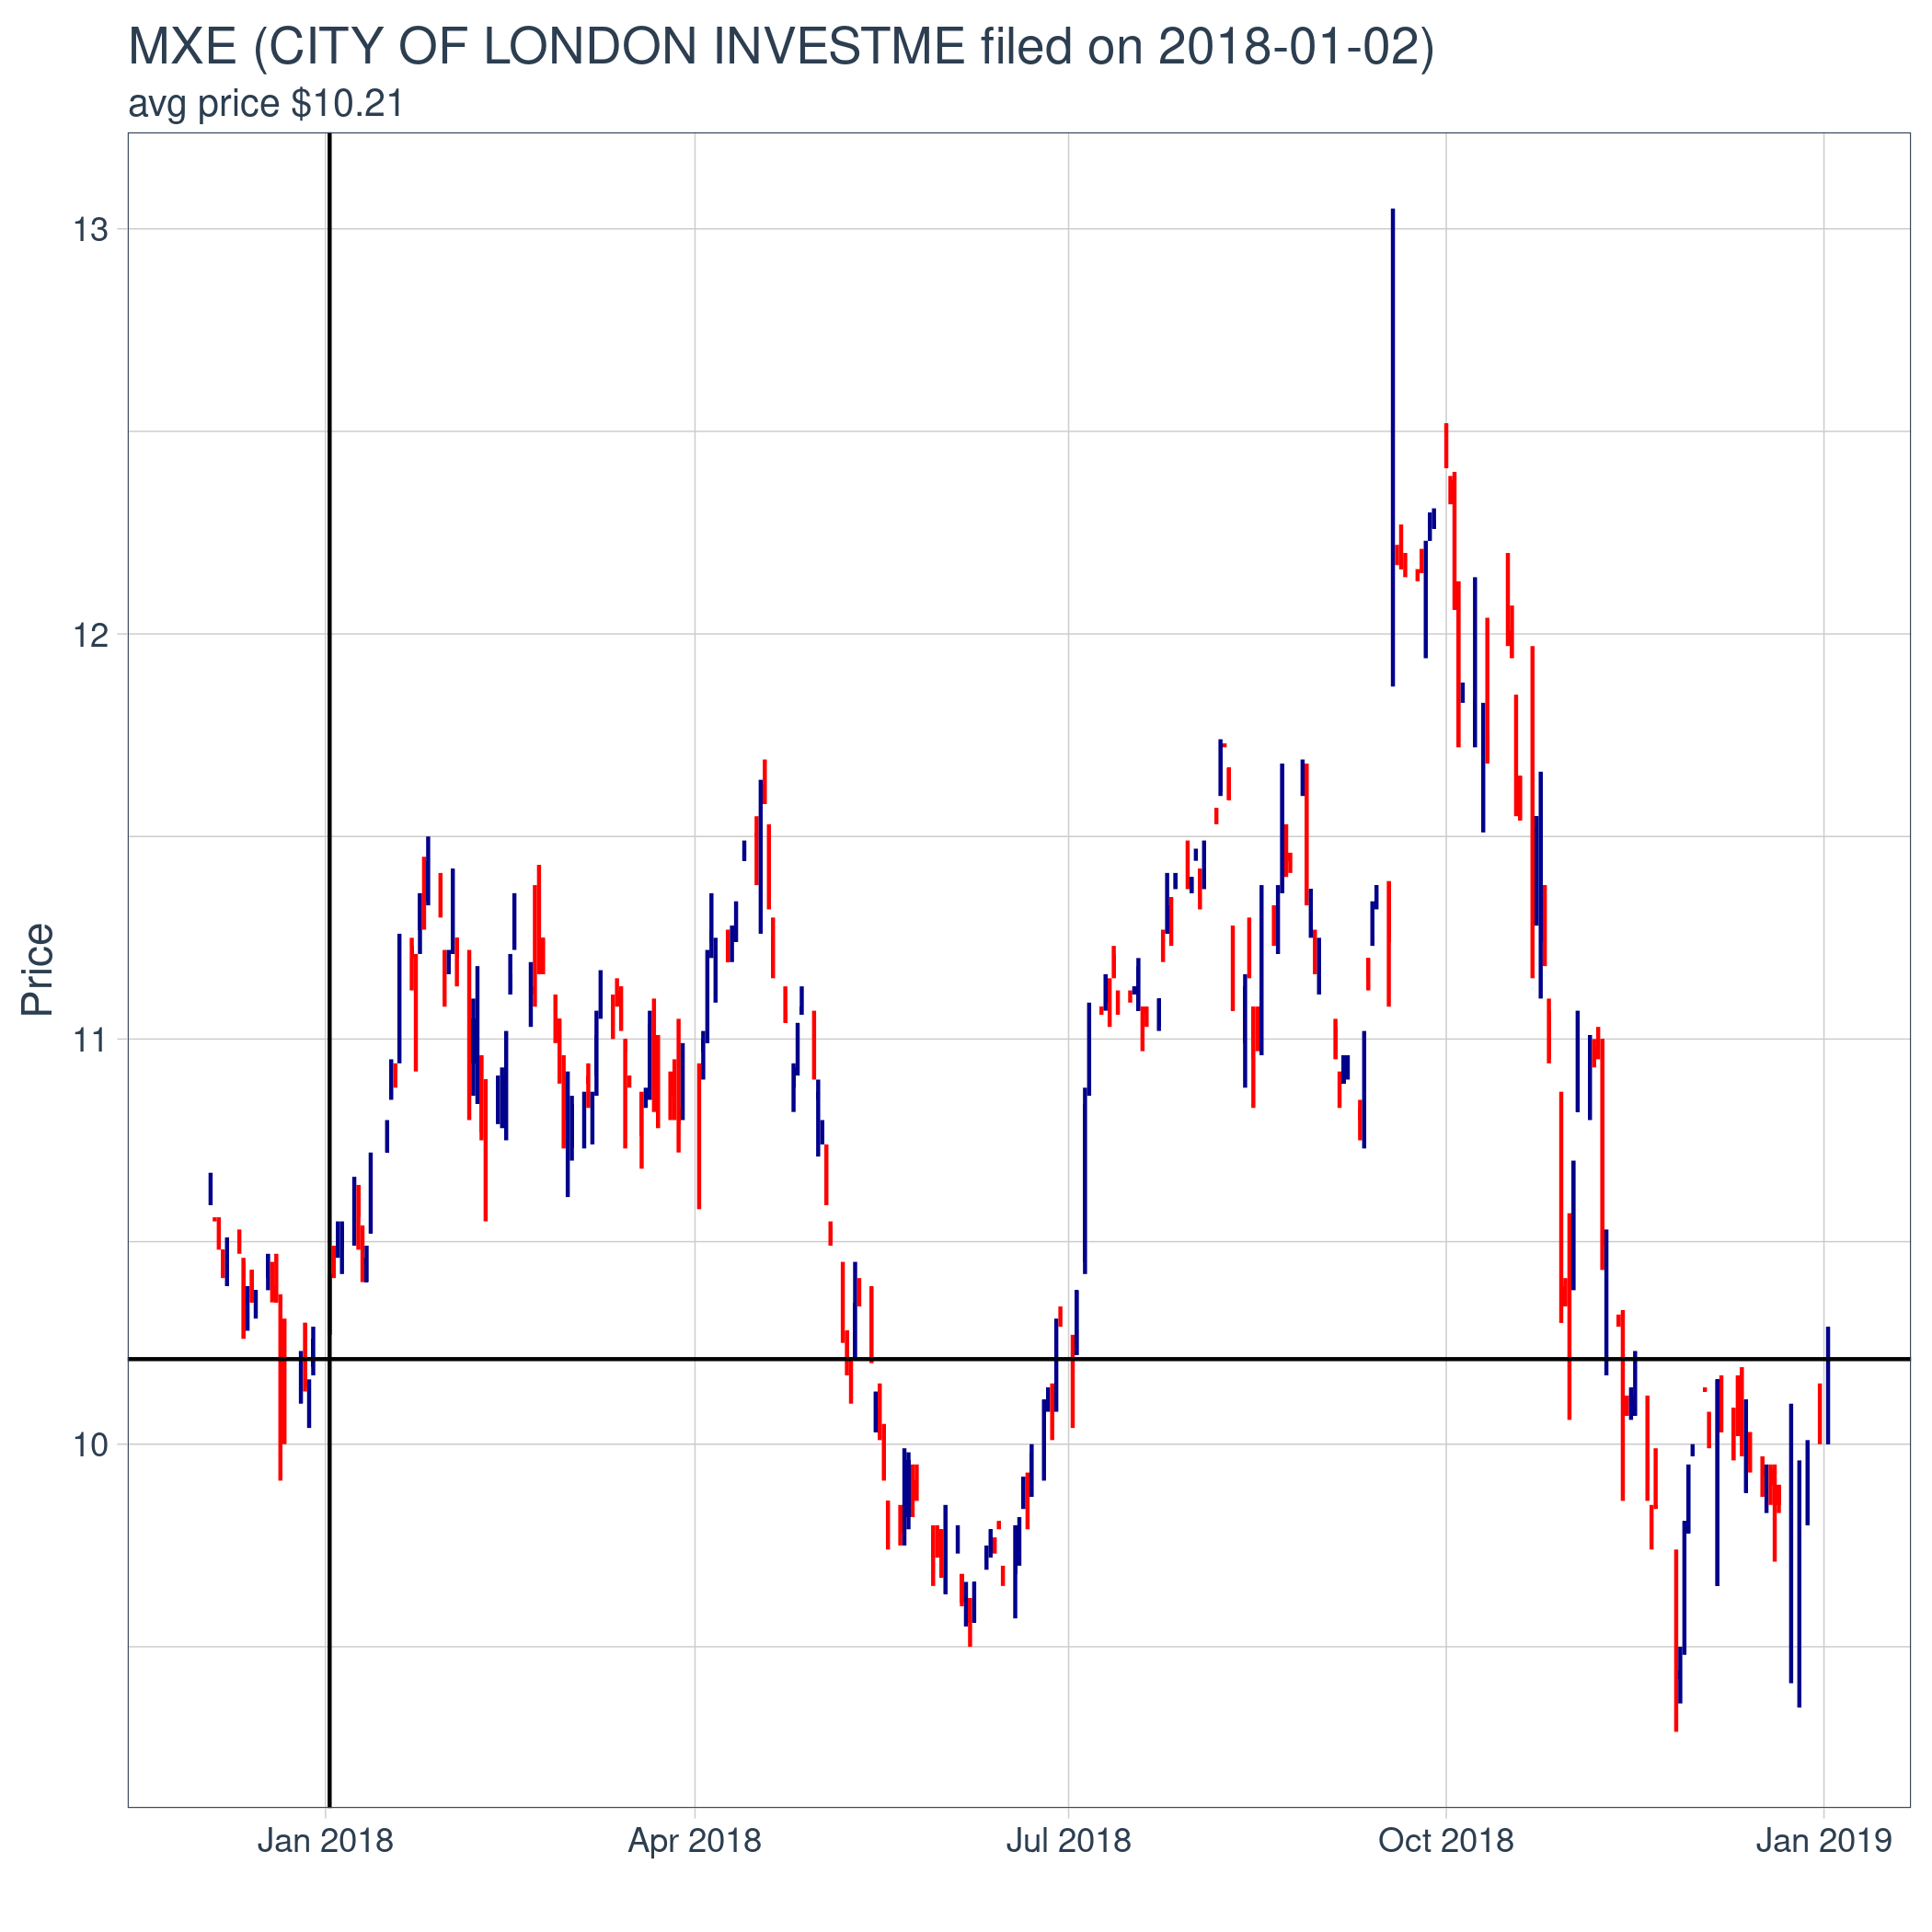 MXE (CITY OF LONDON INVESTME filed on 2018-01-02)
avg price $10.21
13
12
11
10
Price
Jan 2018
Apr 2018
Jul 2018
Oct 2018
Jan 2019